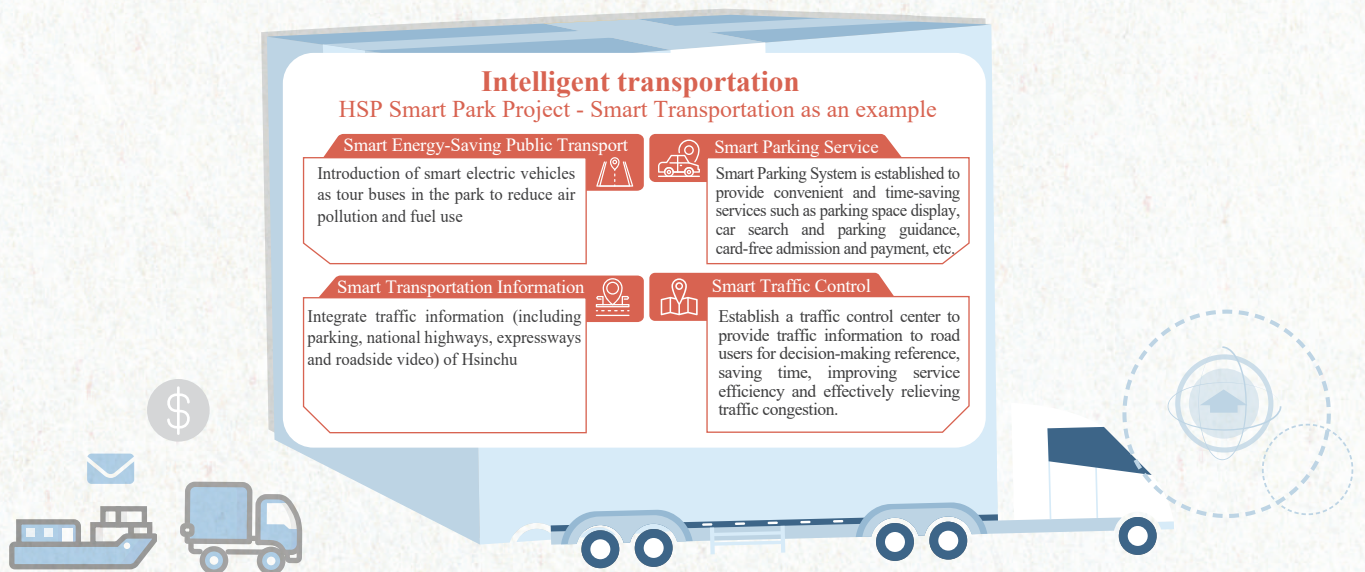 Intelligent transportation
HSP Smart Park Project - Smart Transportation as an example
Smart Energy-Saving Public Transport
Introduction of smart electric vehicles
as tour buses in the park to reduce air
pollution and fuel use
Smart Parking Service
Smart Parking System is established to
provide convenient and time-saving
services such as parking space display,
car search and parking guidance,
card-free admission and payment, etc.
Smart Transportation Information
Integrate traffic information (including
parking, national highways, expressways
and roadside video) of Hsinchu
Smart Traffic Control
Establish a traffic control center to
provide traffic information to road
users for decision-making reference,
saving time, improving service
efficiency and effectively relieving
traffic congestion.
$